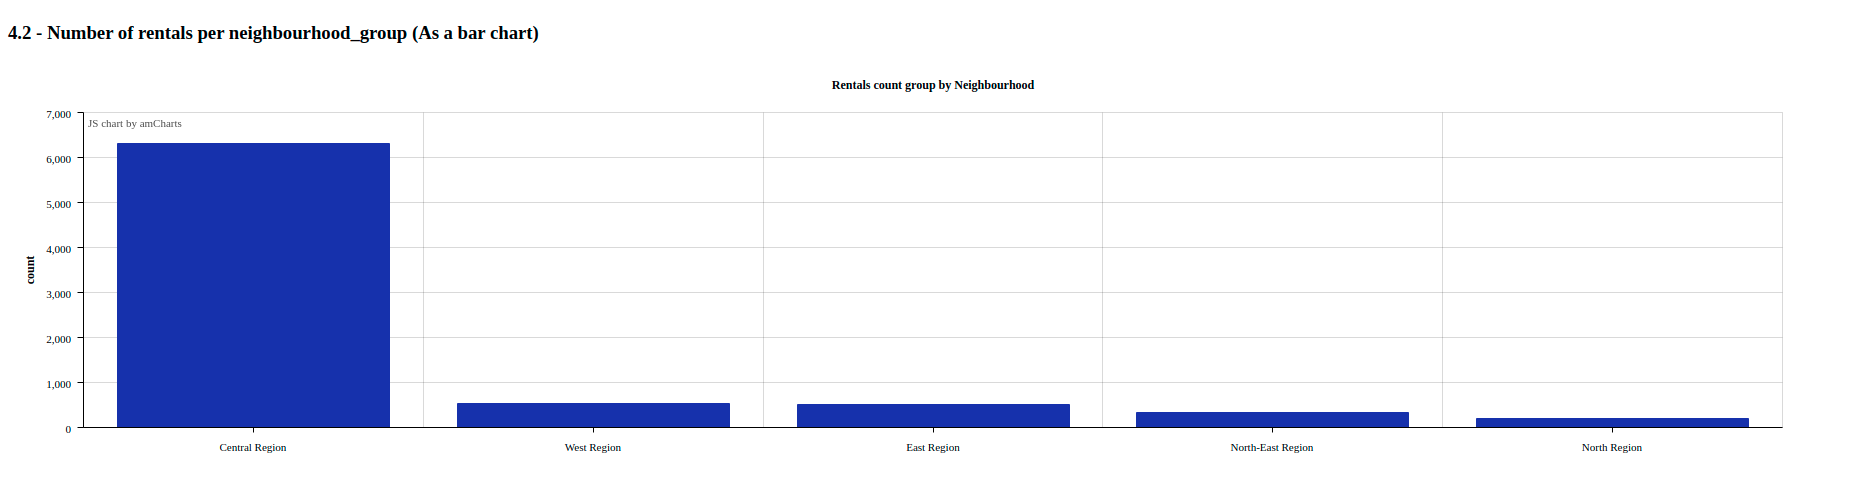 4.2 - Number of rentals per neighbourhood_group (As a bar chart)
Rentals count group by Neighbourhood
JS chart by amCharts
7,000
6,000
5,000
4,000
3,000
2,000
1,000
0
count
Central Region
West Region
East Region
North-East Region
North Region